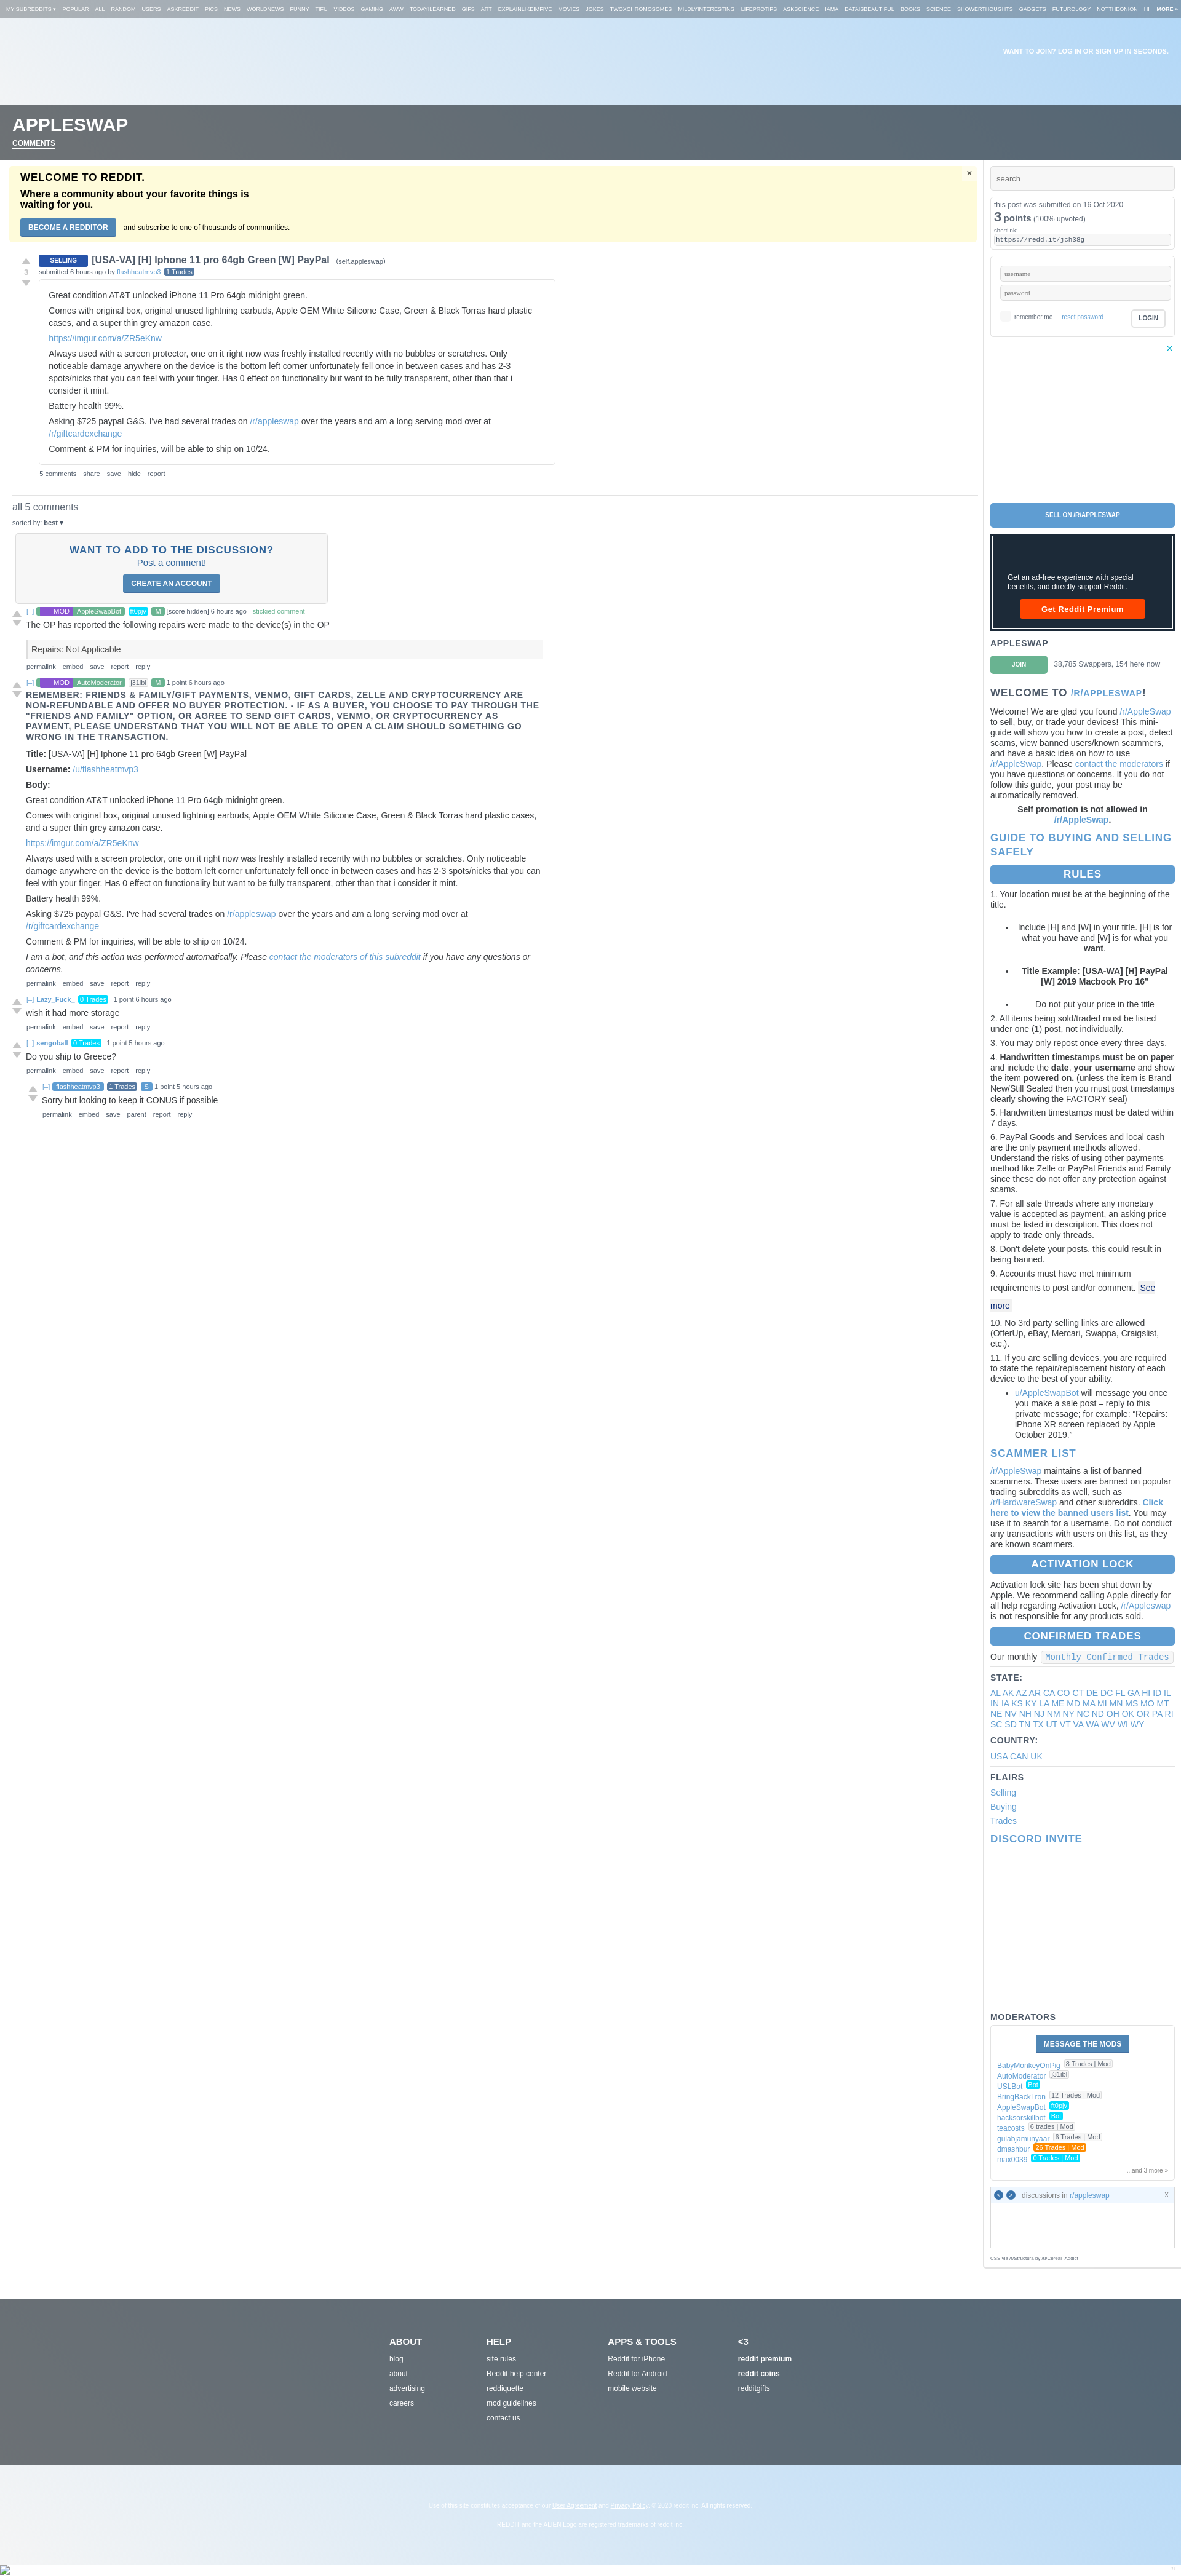 MY SUBREDDITS ▾ POPULAR ALL RANDOM USERS ASKREDDIT PICS NEWS WORLDNEWS FUNNY TIFU VIDEOS GAMING AWW TODAYILEARNED GIFS ART EXPLAINLIKEIMFIVE MOVIES JOKES TWOXCHROMOSOMES MILDLYINTERESTING LIFEPROTIPS ASKSCIENCE IAMA DATAISBEAUTIFUL BOOKS SCIENCE SHOWERTHOUGHTS GADGETS FUTUROLOGY NOTTHEONION HI MORE »
WANT TO JOIN? LOG IN OR SIGN UP IN SECONDS.
APPLESWAP
COMMENTS
WELCOME TO REDDIT.
Where a community about your favorite things is
waiting for you.
BECOME A REDDITOR and subscribe to one of thousands of communities.
×
3
SELLING [USA-VA] [H] Iphone 11 pro 64gb Green [W] PayPal (self.appleswap)
submitted 6 hours ago by flashheatmvp3 1 Trades
Great condition AT&T unlocked iPhone 11 Pro 64gb midnight green.
Comes with original box, original unused lightning earbuds, Apple OEM White Silicone Case, Green & Black Torras hard plastic
cases, and a super thin grey amazon case.
https://imgur.com/a/ZR5eKnw
Always used with a screen protector, one on it right now was freshly installed recently with no bubbles or scratches. Only
noticeable damage anywhere on the device is the bottom left corner unfortunately fell once in between cases and has 2-3
spots/nicks that you can feel with your finger. Has 0 effect on functionality but want to be fully transparent, other than that i
consider it mint.
Battery health 99%.
Asking $725 paypal G&S. I've had several trades on /r/appleswap over the years and am a long serving mod over at
/r/giftcardexchange
Comment & PM for inquiries, will be able to ship on 10/24.
5 comments share save hide report
all 5 comments
sorted by: best ▾
WANT TO ADD TO THE DISCUSSION?
Post a comment!
CREATE AN ACCOUNT
[–] MOD AppleSwapBot ft0pjv M [score hidden] 6 hours ago - stickied comment
The OP has reported the following repairs were made to the device(s) in the OP
Repairs: Not Applicable
permalink embed save report reply
[–] MOD AutoModerator j31ibl M 1 point 6 hours ago
REMEMBER: FRIENDS & FAMILY/GIFT PAYMENTS, VENMO, GIFT CARDS, ZELLE AND CRYPTOCURRENCY ARE
NON-REFUNDABLE AND OFFER NO BUYER PROTECTION. - IF AS A BUYER, YOU CHOOSE TO PAY THROUGH THE
"FRIENDS AND FAMILY" OPTION, OR AGREE TO SEND GIFT CARDS, VENMO, OR CRYPTOCURRENCY AS
PAYMENT, PLEASE UNDERSTAND THAT YOU WILL NOT BE ABLE TO OPEN A CLAIM SHOULD SOMETHING GO
WRONG IN THE TRANSACTION.
Title: [USA-VA] [H] Iphone 11 pro 64gb Green [W] PayPal
Username: /u/flashheatmvp3
Body:
Great condition AT&T unlocked iPhone 11 Pro 64gb midnight green.
Comes with original box, original unused lightning earbuds, Apple OEM White Silicone Case, Green & Black Torras hard plastic cases,
and a super thin grey amazon case.
https://imgur.com/a/ZR5eKnw
Always used with a screen protector, one on it right now was freshly installed recently with no bubbles or scratches. Only noticeable
damage anywhere on the device is the bottom left corner unfortunately fell once in between cases and has 2-3 spots/nicks that you can
feel with your finger. Has 0 effect on functionality but want to be fully transparent, other than that i consider it mint.
Battery health 99%.
Asking $725 paypal G&S. I've had several trades on /r/appleswap over the years and am a long serving mod over at
/r/giftcardexchange
Comment & PM for inquiries, will be able to ship on 10/24.
I am a bot, and this action was performed automatically. Please contact the moderators of this subreddit if you have any questions or
concerns.
permalink embed save report reply
[–] Lazy_Fuck_ 0 Trades 1 point 6 hours ago
wish it had more storage
permalink embed save report reply
[–] sengoball 0 Trades 1 point 5 hours ago
Do you ship to Greece?
permalink embed save report reply
[–] flashheatmvp3 1 Trades S 1 point 5 hours ago
Sorry but looking to keep it CONUS if possible
permalink embed save parent report reply
search
this post was submitted on 16 Oct 2020
3 points (100% upvoted)
shortlink:
https://redd.it/jch38g
username
password
remember me reset password LOGIN
SELL ON /R/APPLESWAP
Get an ad-free experience with special
benefits, and directly support Reddit.
Get Reddit Premium
APPLESWAP
JOIN 38,785 Swappers, 154 here now
WELCOME TO /R/APPLESWAP!
Welcome! We are glad you found /r/AppleSwap
to sell, buy, or trade your devices! This mini-
guide will show you how to create a post, detect
scams, view banned users/known scammers,
and have a basic idea on how to use
/r/AppleSwap. Please contact the moderators if
you have questions or concerns. If you do not
follow this guide, your post may be
automatically removed.
Self promotion is not allowed in
/r/AppleSwap.
GUIDE TO BUYING AND SELLING
SAFELY
RULES
1. Your location must be at the beginning of the
title.
• Include [H] and [W] in your title. [H] is for
what you have and [W] is for what you
want.
• Title Example: [USA-WA] [H] PayPal
[W] 2019 Macbook Pro 16"
• Do not put your price in the title
2. All items being sold/traded must be listed
under one (1) post, not individually.
3. You may only repost once every three days.
4. Handwritten timestamps must be on paper
and include the date, your username and show
the item powered on. (unless the item is Brand
New/Still Sealed then you must post timestamps
clearly showing the FACTORY seal)
5. Handwritten timestamps must be dated within
7 days.
6. PayPal Goods and Services and local cash
are the only payment methods allowed.
Understand the risks of using other payments
method like Zelle or PayPal Friends and Family
since these do not offer any protection against
scams.
7. For all sale threads where any monetary
value is accepted as payment, an asking price
must be listed in description. This does not
apply to trade only threads.
8. Don't delete your posts, this could result in
being banned.
9. Accounts must have met minimum
requirements to post and/or comment. See
more
10. No 3rd party selling links are allowed
(OfferUp, eBay, Mercari, Swappa, Craigslist,
etc.).
11. If you are selling devices, you are required
to state the repair/replacement history of each
device to the best of your ability.
• u/AppleSwapBot will message you once
you make a sale post – reply to this
private message; for example: “Repairs:
iPhone XR screen replaced by Apple
October 2019.”
SCAMMER LIST
/r/AppleSwap maintains a list of banned
scammers. These users are banned on popular
trading subreddits as well, such as
/r/HardwareSwap and other subreddits. Click
here to view the banned users list. You may
use it to search for a username. Do not conduct
any transactions with users on this list, as they
are known scammers.
ACTIVATION LOCK
Activation lock site has been shut down by
Apple. We recommend calling Apple directly for
all help regarding Activation Lock, /r/Appleswap
is not responsible for any products sold.
CONFIRMED TRADES
Our monthly Monthly Confirmed Trades
STATE:
AL AK AZ AR CA CO CT DE DC FL GA HI ID IL
IN IA KS KY LA ME MD MA MI MN MS MO MT
NE NV NH NJ NM NY NC ND OH OK OR PA RI
SC SD TN TX UT VT VA WA WV WI WY
COUNTRY:
USA CAN UK
FLAIRS
Selling
Buying
Trades
DISCORD INVITE
MODERATORS
MESSAGE THE MODS
BabyMonkeyOnPig 8 Trades | Mod
AutoModerator j31ibl
USLBot Bot
BringBackTron 12 Trades | Mod
AppleSwapBot ft0pjv
hacksorskillbot Bot
teacosts 6 trades | Mod
gulabjamunyaar 6 Trades | Mod
dmashbur 26 Trades | Mod
max0039 0 Trades | Mod
...and 3 more »
< > discussions in r/appleswap X
CSS via /r/Structura by /u/Cereal_Addict
ABOUT
blog
about
advertising
careers
HELP
site rules
Reddit help center
reddiquette
mod guidelines
contact us
APPS & TOOLS
Reddit for iPhone
Reddit for Android
mobile website
<3
reddit premium
reddit coins
redditgifts
Use of this site constitutes acceptance of our User Agreement and Privacy Policy. © 2020 reddit inc. All rights reserved.
REDDIT and the ALIEN Logo are registered trademarks of reddit inc.
π